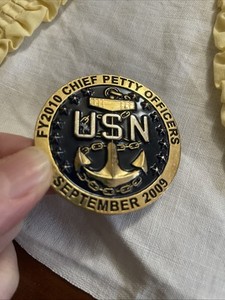 FY2010 CHIEF PETTY OFFICERS
USN
SEPTEMBER 2009